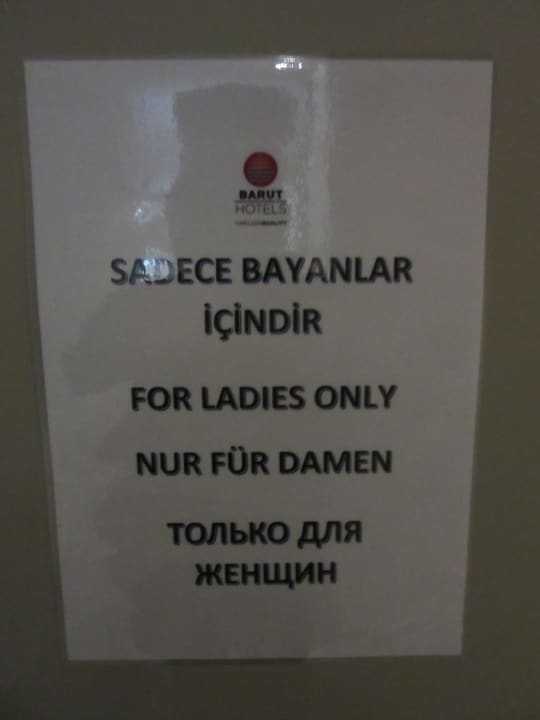 BARUT
HOTELS
SADECE BAYANLAR
İÇİNDİR
FOR LADIES ONLY
NUR FÜR DAMEN
ТОЛЬКО ДЛЯ
ЖЕНЩИН